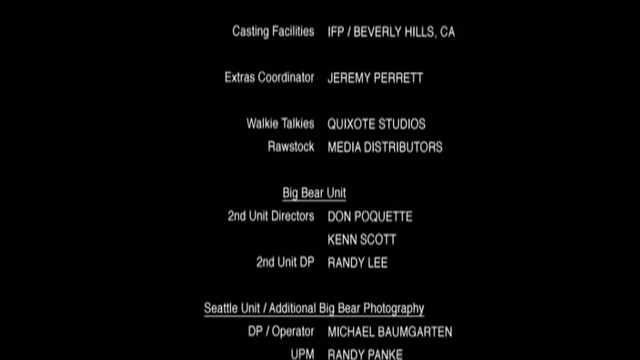 Casting Facilities IFP / BEVERLY HILLS, CA
Extras Coordinator JEREMY PERRETT
Walkie Talkies QUIXOTE STUDIOS
Rawstock MEDIA DISTRIBUTORS
Big Bear Unit
2nd Unit Directors DON POQUETTE
KENN SCOTT
2nd Unit DP RANDY LEE
Seattle Unit / Additional Big Bear Photography
DP / Operator MICHAEL BAUMGARTEN
UPM RANDY PANKE